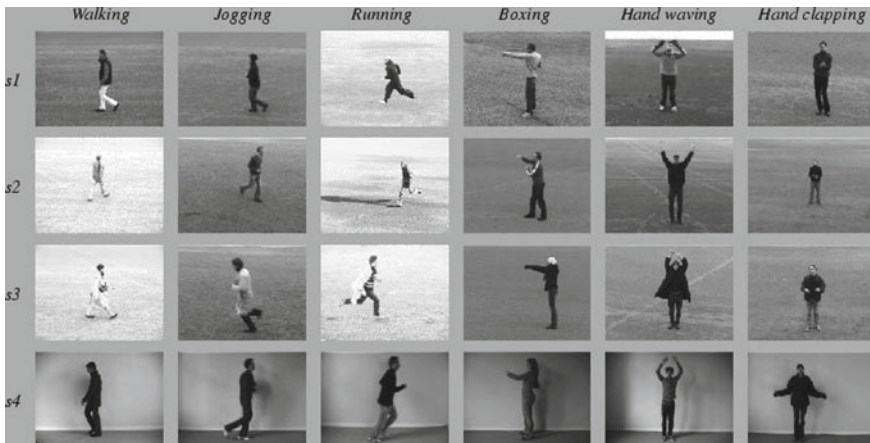 Walking Jogging Running Boxing Hand waving Hand clapping
s1
s2
s3
s4